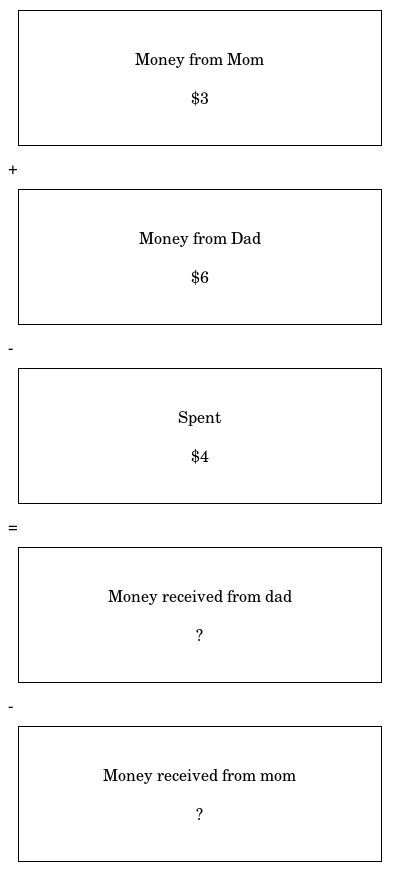 Money from Mom
$3
+
Money from Dad
$6
-
Spent
$4
=
Money received from dad
?
-
Money received from mom
?